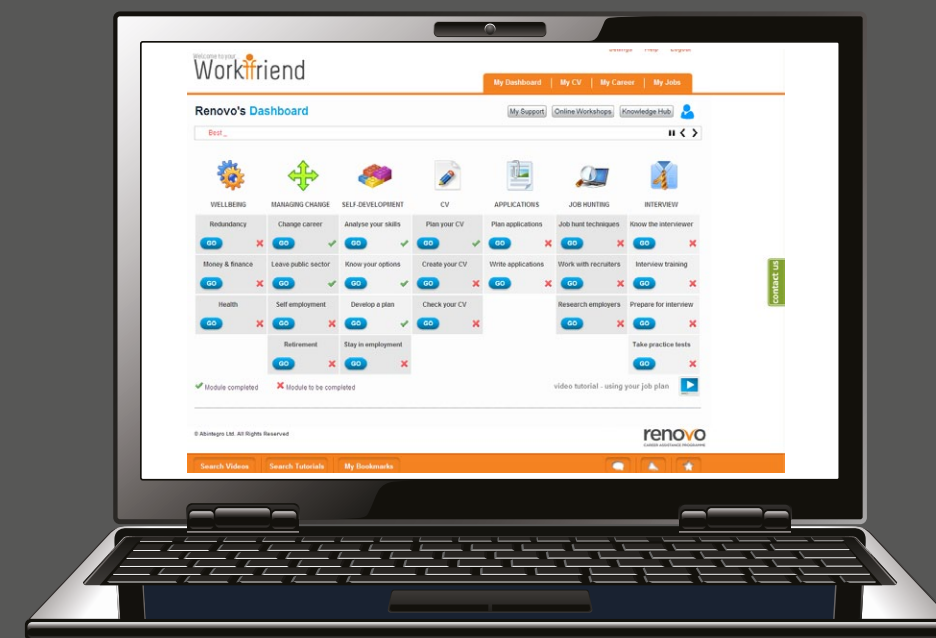 Welcome to your
Workfriend
Settings Help Logout
My Dashboard | My CV | My Career | My Jobs
Renovo's Dashboard
My Support Online Workshops Knowledge Hub
Best _
WELLBEING MANAGING CHANGE SELF-DEVELOPMENT CV APPLICATIONS JOB HUNTING INTERVIEW
Redundancy Change career Analyse your skills Plan your CV Plan applications Job hunt techniques Know the interviewer
GO GO GO GO GO GO GO
Money & finance Leave public sector Know your options Create your CV Write applications Work with recruiters Interview training
GO GO GO GO GO GO GO
Health Self employment Develop a plan Check your CV Research employers Prepare for interview
GO GO GO GO GO GO
Retirement Stay in employment Take practice tests
GO GO GO
Module completed Module to be completed
video tutorial - using your job plan
contact us
© Abintegro Ltd. All Rights Reserved
renovo
CAREER ASSISTANCE PROGRAMME
Search Videos Search Tutorials My Bookmarks